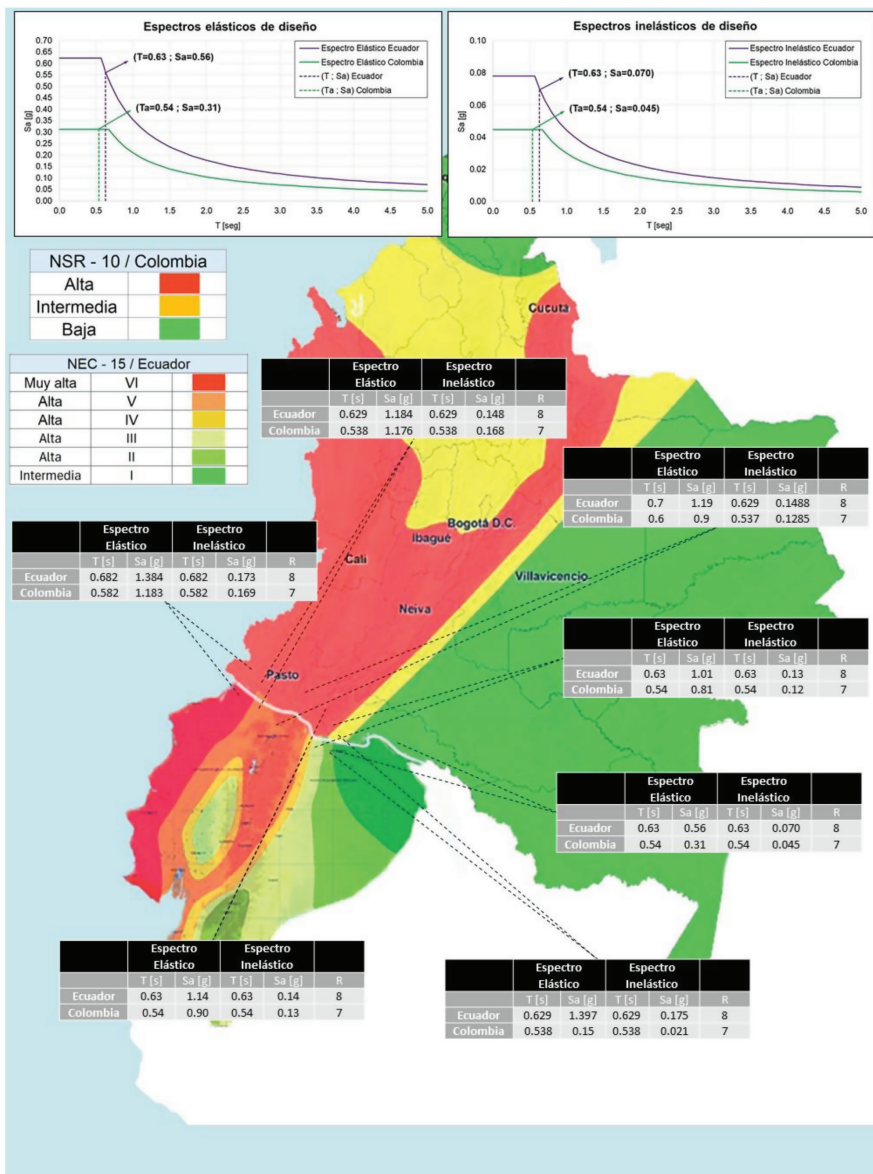 Espectros elásticos de diseño
0.70
0.65
0.60
0.55
0.50
0.45
0.40
0.35
0.30
0.25
0.20
0.15
0.10
0.05
0.00
Sa [g]
(T=0.63 ; Sa=0.56)
(Ta=0.54 ; Sa=0.31)
Espectro Elástico Ecuador
Espectro Elástico Colombia
(T ; Sa) Ecuador
(Ta ; Sa) Colombia
0.0 0.5 1.0 1.5 2.0 2.5 3.0 3.5 4.0 4.5 5.0
T [seg]
Espectros inelásticos de diseño
0.10
0.08
0.06
0.04
0.02
0.00
Sa [g]
(T=0.63 ; Sa=0.070)
(Ta=0.54 ; Sa=0.045)
Espectro Inelástico Ecuador
Espectro Inelástico Colombia
(T ; Sa) Ecuador
(Ta ; Sa) Colombia
0.0 0.5 1.0 1.5 2.0 2.5 3.0 3.5 4.0 4.5 5.0
T [seg]
NSR - 10 / Colombia
Alta
Intermedia
Baja
NEC - 15 / Ecuador
Muy alta VI
Alta V
Alta IV
Alta III
Alta II
Intermedia I
Cucutá
Bogotá D.C.
Ibagué
Cali
Villavicencio
Neiva
Pasto
Espectro Espectro
Elástico Inelástico
T [s] Sa [g] T [s] Sa [g] R
Ecuador 0.629 1.184 0.629 0.148 8
Colombia 0.538 1.176 0.538 0.168 7
Espectro Espectro
Elástico Inelástico
T [s] Sa [g] T [s] Sa [g] R
Ecuador 0.7 1.19 0.629 0.1488 8
Colombia 0.6 0.9 0.537 0.1285 7
Espectro Espectro
Elástico Inelástico
T [s] Sa [g] T [s] Sa [g] R
Ecuador 0.682 1.384 0.682 0.173 8
Colombia 0.582 1.183 0.582 0.169 7
Espectro Espectro
Elástico Inelástico
T [s] Sa [g] T [s] Sa [g] R
Ecuador 0.63 1.01 0.63 0.13 8
Colombia 0.54 0.81 0.54 0.12 7
Espectro Espectro
Elástico Inelástico
T [s] Sa [g] T [s] Sa [g] R
Ecuador 0.63 0.56 0.63 0.070 8
Colombia 0.54 0.31 0.54 0.045 7
Espectro Espectro
Elástico Inelástico
T [s] Sa [g] T [s] Sa [g] R
Ecuador 0.63 1.14 0.63 0.14 8
Colombia 0.54 0.90 0.54 0.13 7
Espectro Espectro
Elástico Inelástico
T [s] Sa [g] T [s] Sa [g] R
Ecuador 0.629 1.397 0.629 0.175 8
Colombia 0.538 0.15 0.538 0.021 7